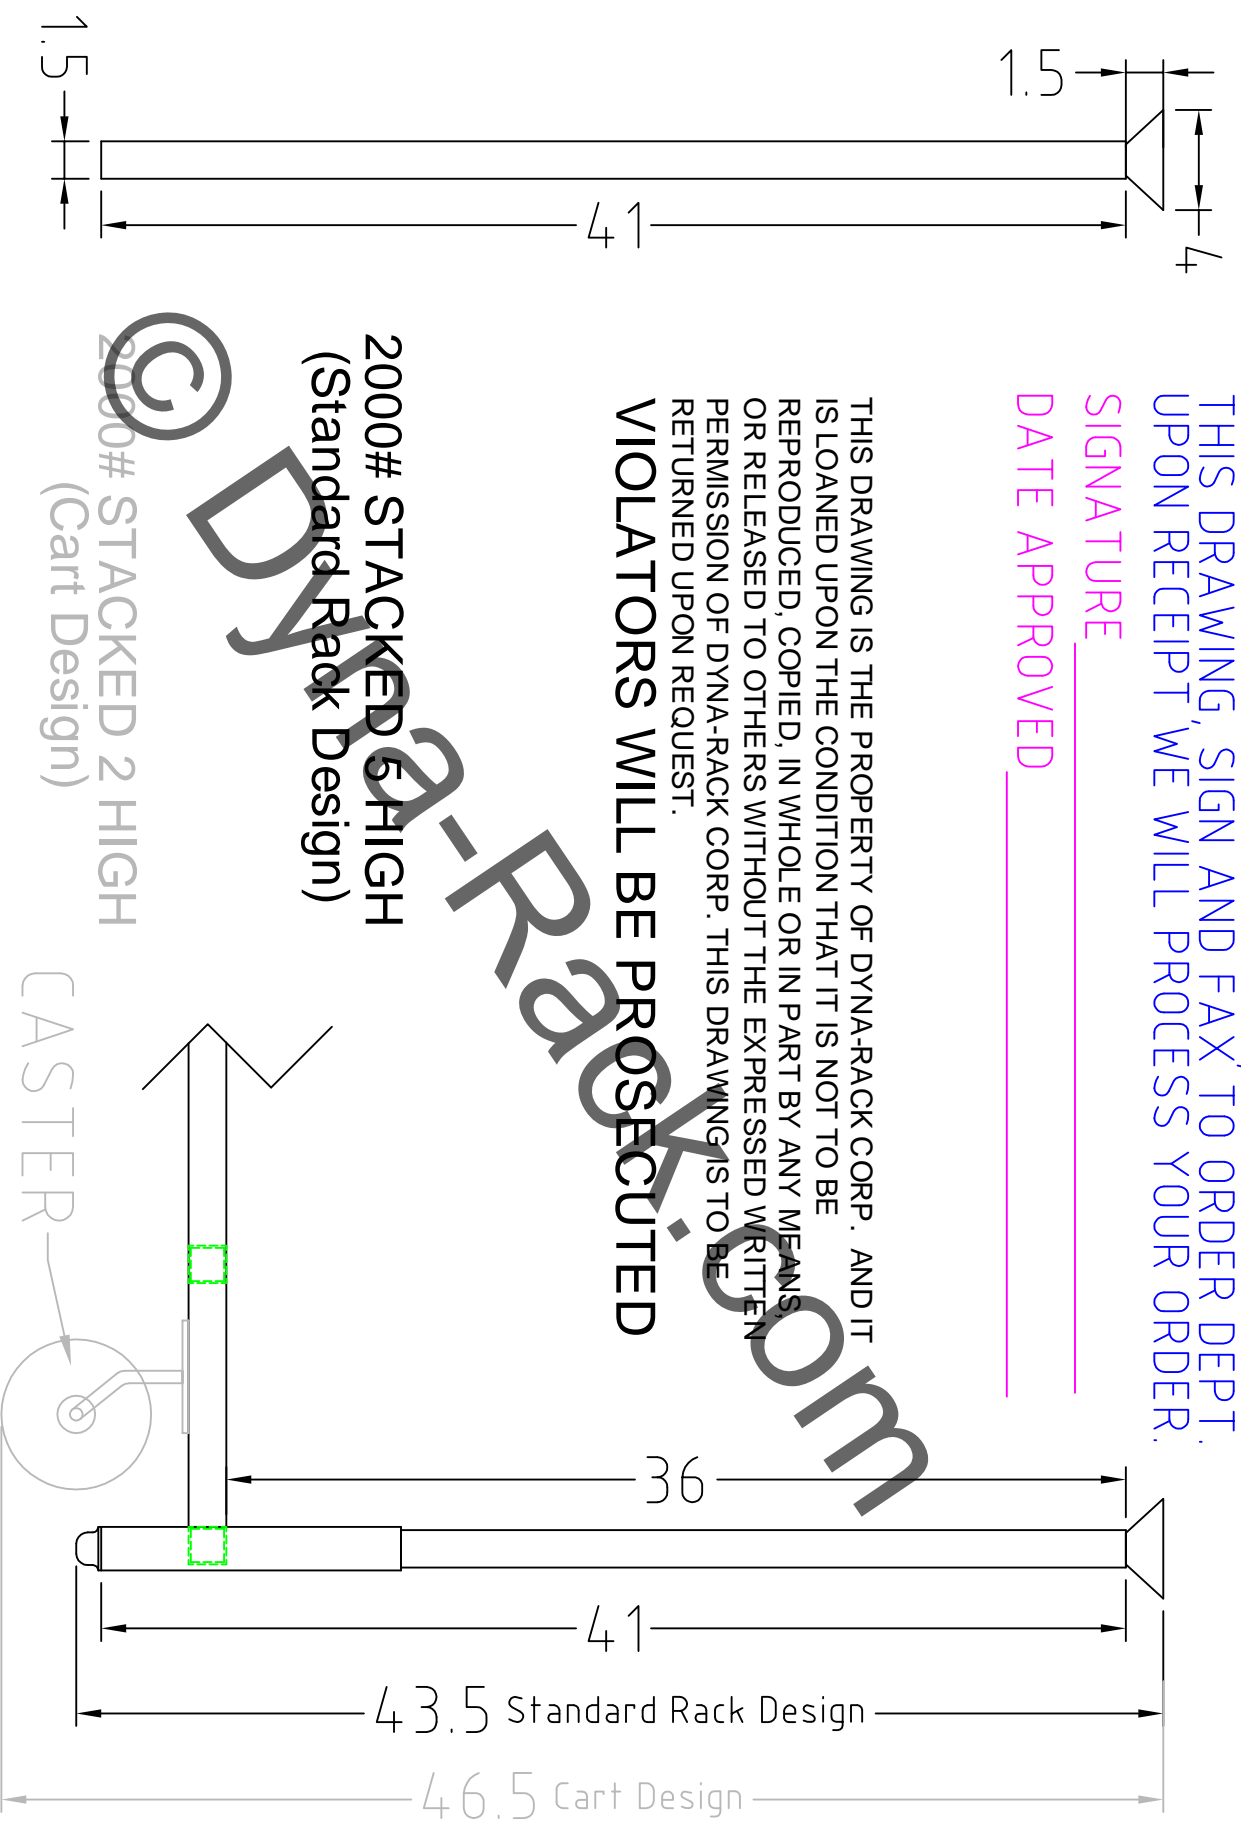 THIS DRAWING, SIGN AND FAX, TO ORDER DEPT.
UPON RECEIPT, WE WILL PROCESS YOUR ORDER.
SIGNATURE
DATE APPROVED
THIS DRAWING IS THE PROPERTY OF DYNA-RACK CORP. AND IT
IS LOANED UPON THE CONDITION THAT IT IS NOT TO BE
REPRODUCED, COPIED, IN WHOLE OR IN PART BY ANY MEANS,
OR RELEASED TO OTHERS WITHOUT THE EXPRESSED WRITTEN
PERMISSION OF DYNA-RACK CORP. THIS DRAWING IS TO BE
RETURNED UPON REQUEST.
VIOLATORS WILL BE PROSECUTED
2000# STACKED 5 HIGH
(Standard Rack Design)
2000# STACKED 2 HIGH
(Cart Design)
© Dyna-Rack.com
CASTER
1.5
4
41
1.5
36
41
43.5 Standard Rack Design
46.5 Cart Design